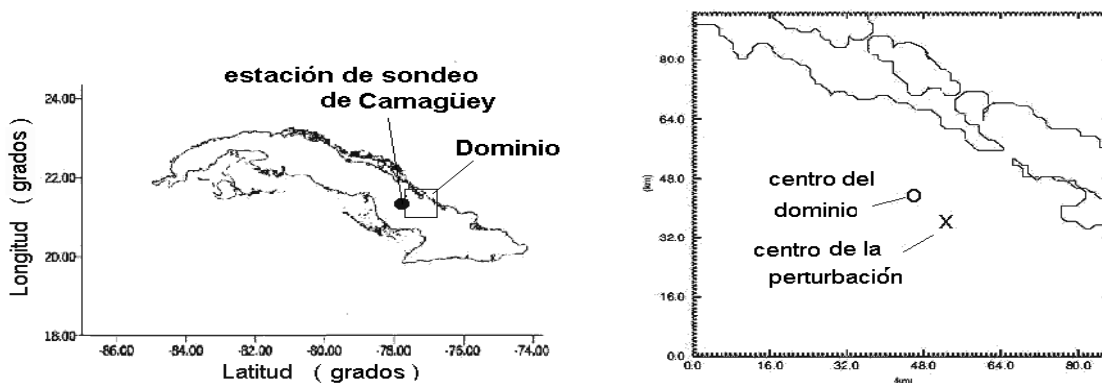 estación de sondeo
de Camagüey
Dominio
24.00
22.00
20.00
18.00
Longitud ( grados )
-86.00
-84.00
-82.00
-80.00
-78.00
-76.00
-74.00
Latitud ( grados )
80.0
64.0
48.0
32.0
16.0
0.0
(km)
centro del
dominio
centro de la
perturbación
0.0
16.0
32.0
48.0
64.0
80.0